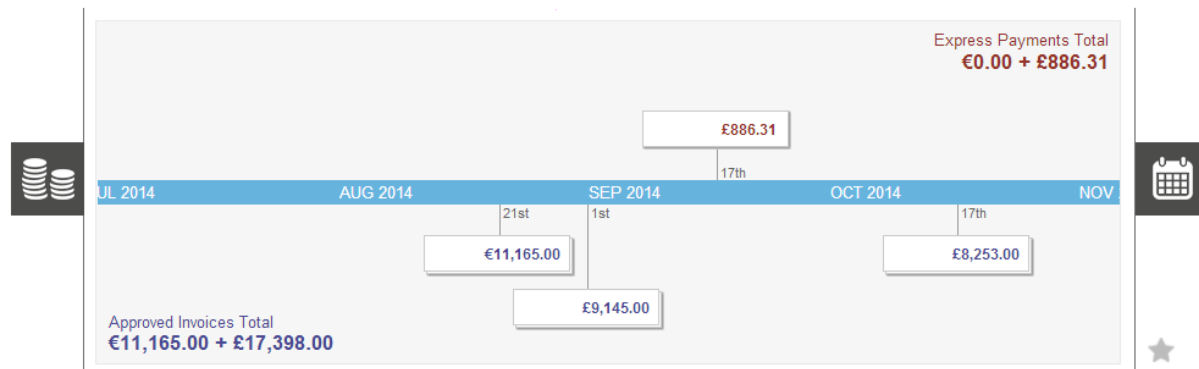 Express Payments Total
€0.00 + £886.31
£886.31
17th
UL 2014 AUG 2014 SEP 2014 OCT 2014 NOV
21st 1st 17th
€11,165.00 £8,253.00
£9,145.00
Approved Invoices Total
€11,165.00 + £17,398.00